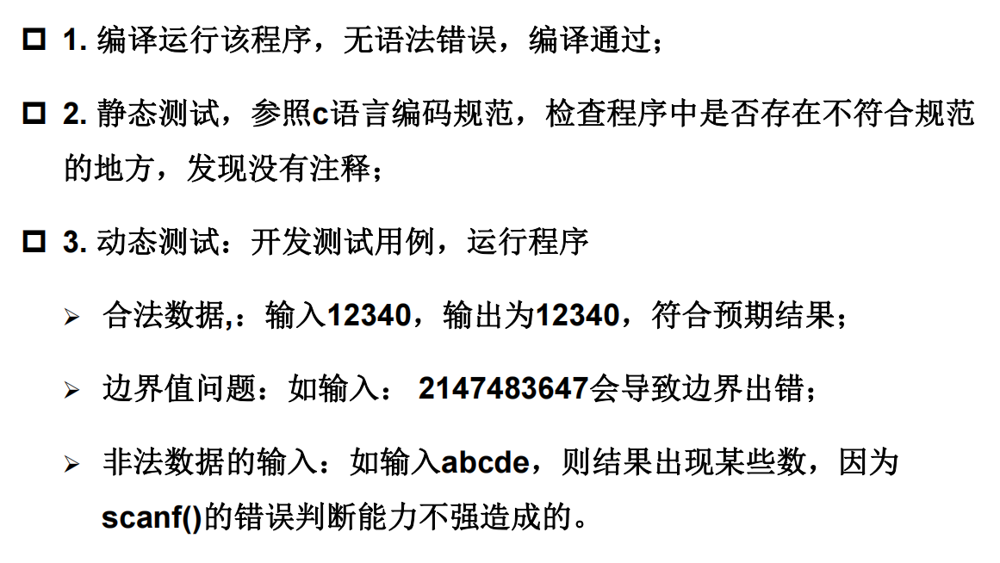 1. 编译运行该程序，无语法错误，编译通过；
2. 静态测试，参照c语言编码规范，检查程序中是否存在不符合规范
的地方，发现没有注释；
3. 动态测试：开发测试用例，运行程序
合法数据,：输入12340，输出为12340，符合预期结果；
边界值问题：如输入： 2147483647会导致边界出错；
非法数据的输入：如输入abcde，则结果出现某些数，因为
scanf()的错误判断能力不强造成的。